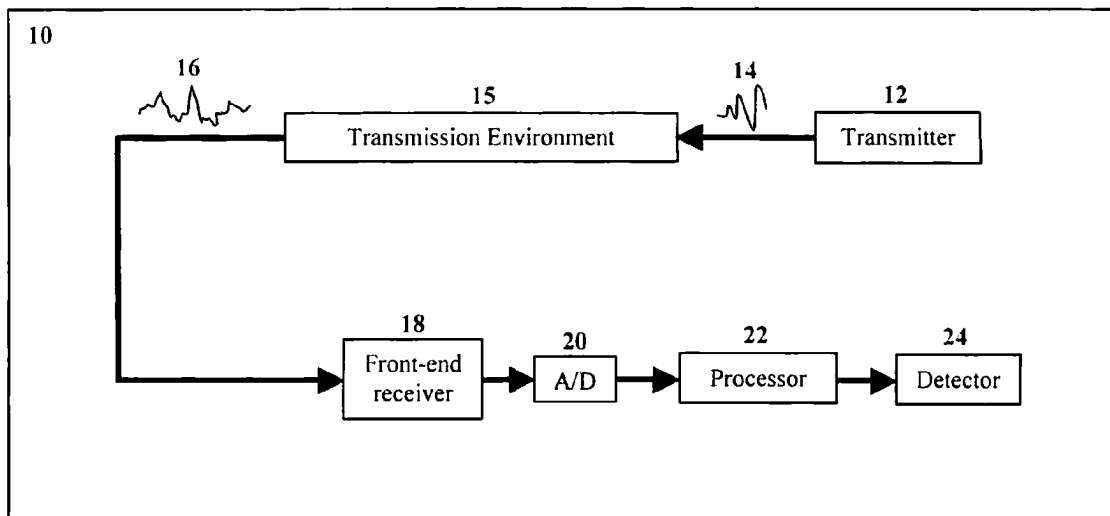 10
16
14
15
12
Transmission Environment
Transmitter
18
20
22
24
Front-end
receiver
A/D
Processor
Detector